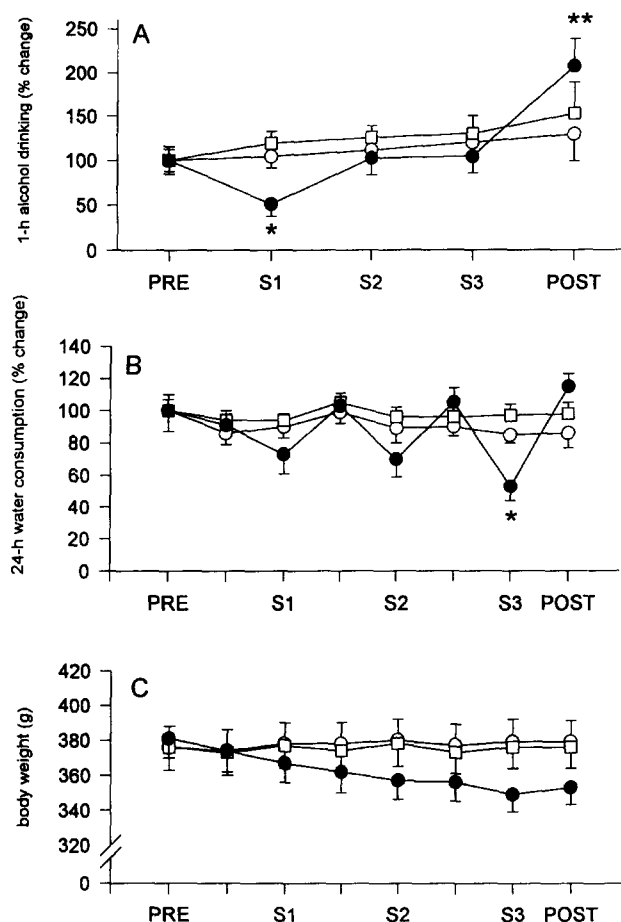 A
1-h alcohol drinking (% change)
250
200
150
100
50
0
**
*
PRE S1 S2 S3 POST
B
24-h water consumption (% change)
140
120
100
80
60
40
20
0
*
PRE S1 S2 S3 POST
C
body weight (g)
420
400
380
360
340
320
0
PRE S1 S2 S3 POST